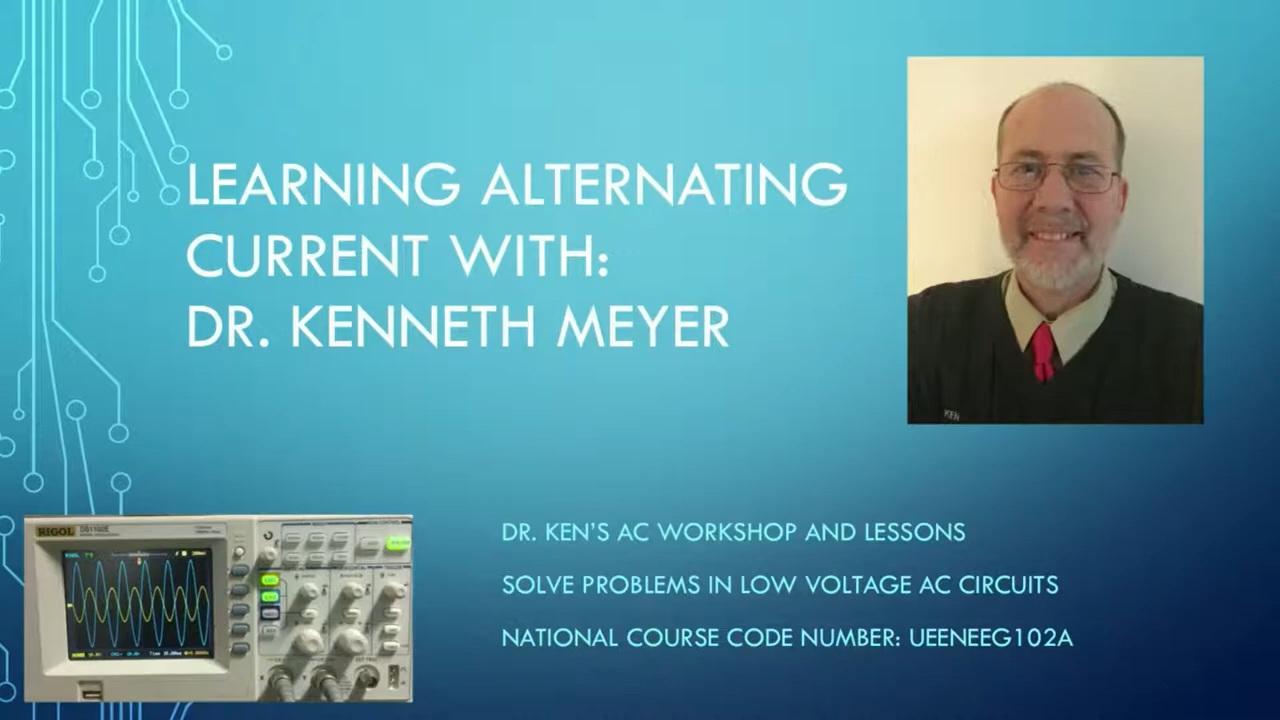 LEARNING ALTERNATING
CURRENT WITH:
DR. KENNETH MEYER
KEN
RIGOL
DR. KEN'S AC WORKSHOP AND LESSONS
SOLVE PROBLEMS IN LOW VOLTAGE AC CIRCUITS
NATIONAL COURSE CODE NUMBER: UEENEEG102A